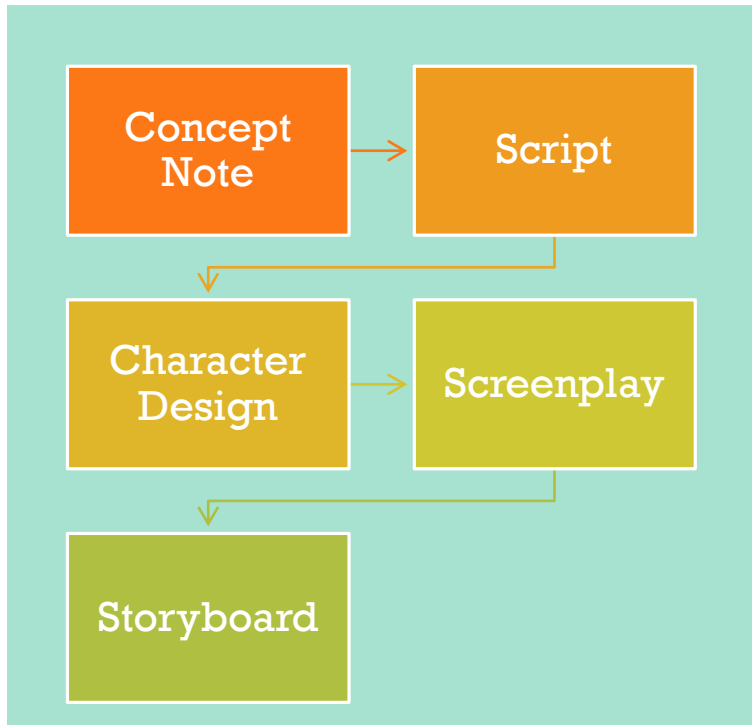 Concept
Note
Script
Character
Design
Screenplay
Storyboard